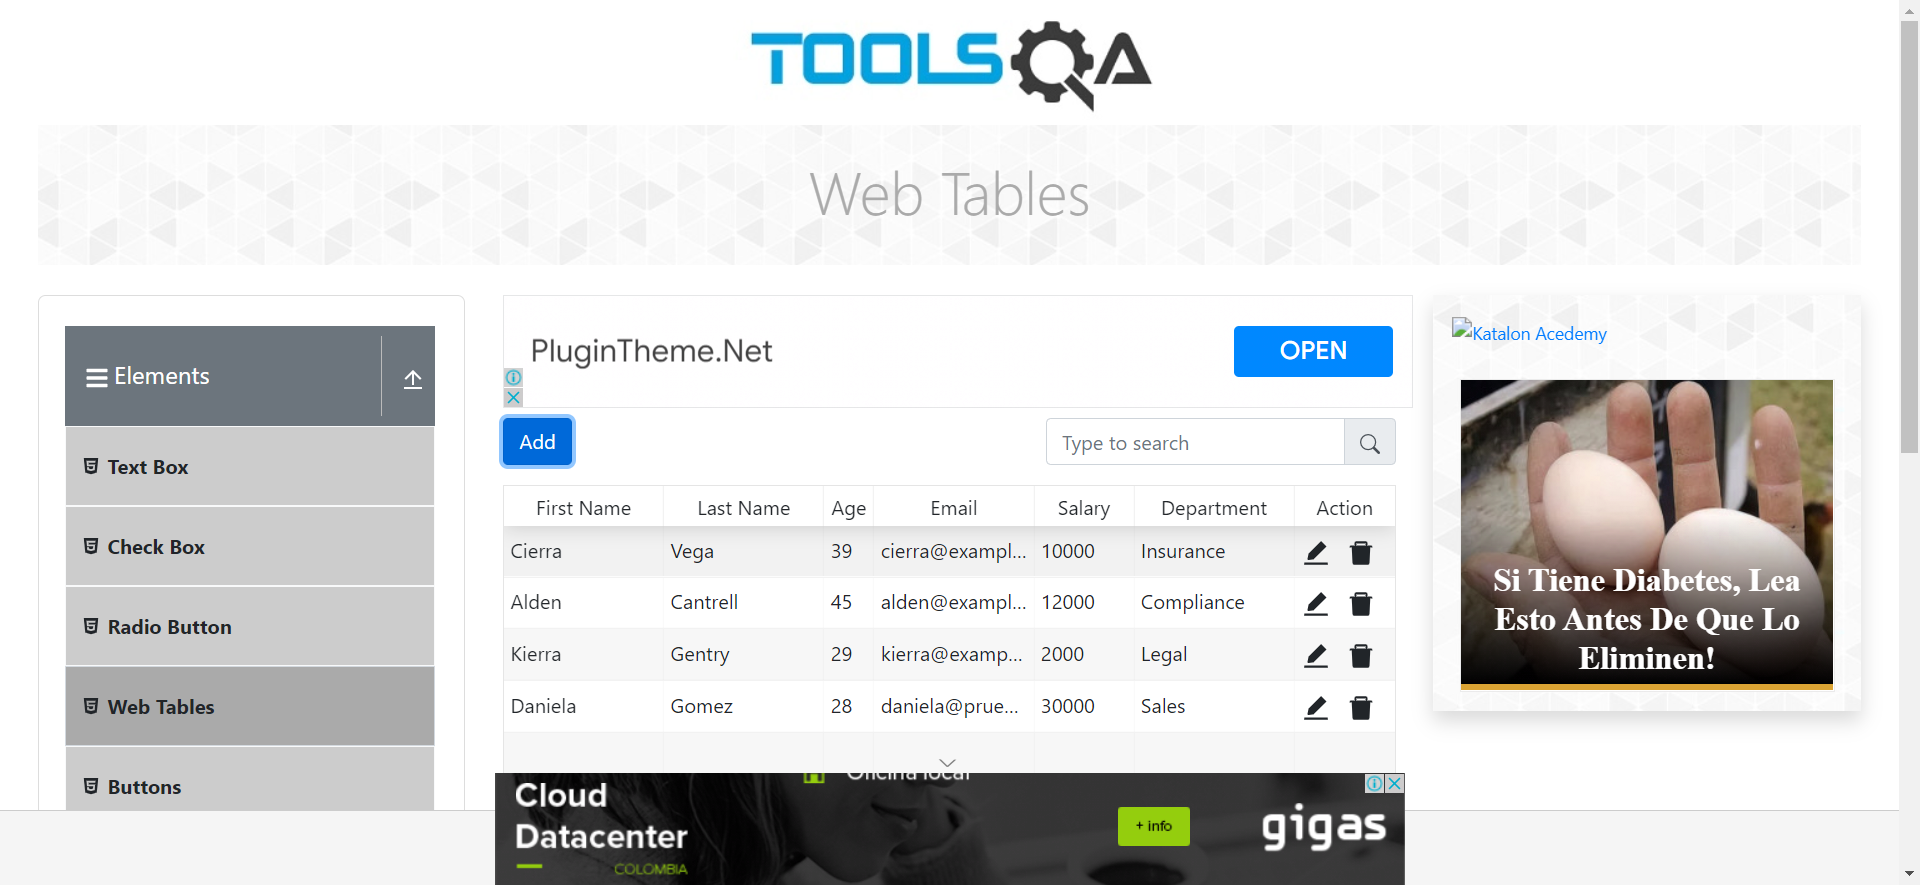 TOOLSQA
Web Tables
Elements
Text Box
Check Box
Radio Button
Web Tables
Buttons
PluginTheme.Net
OPEN
Add
Type to search
First Name Last Name Age Email Salary Department Action
Cierra Vega 39 cierra@exampl... 10000 Insurance
Alden Cantrell 45 alden@exampl... 12000 Compliance
Kierra Gentry 29 kierra@examp... 2000 Legal
Daniela Gomez 28 daniela@prue... 30000 Sales
Katalon Acedemy
Si Tiene Diabetes, Lea
Esto Antes De Que Lo
Eliminen!
Oficina local
Cloud
Datacenter
COLOMBIA
+ info
gigas